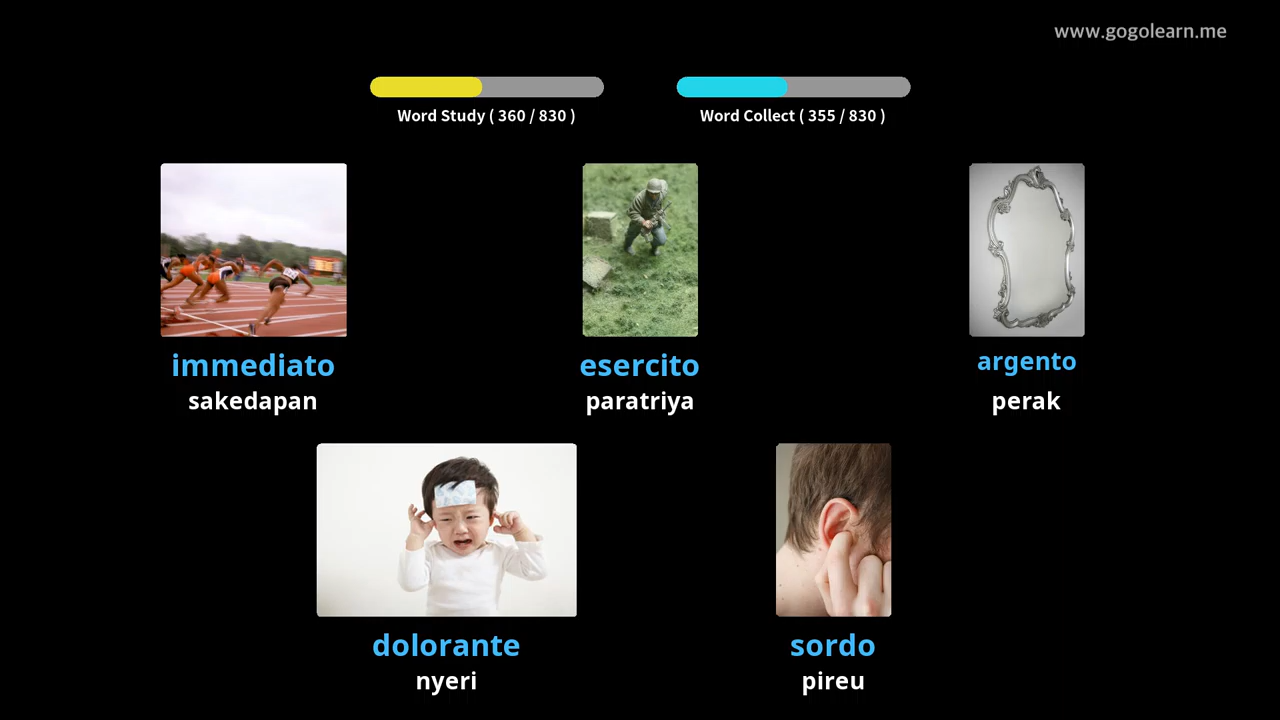 www.gogolearn.me
Word Study ( 360 / 830 )
Word Collect ( 355 / 830 )
immediato
sakedapan
esercito
paratriya
argento
perak
dolorante
nyeri
sordo
pireu